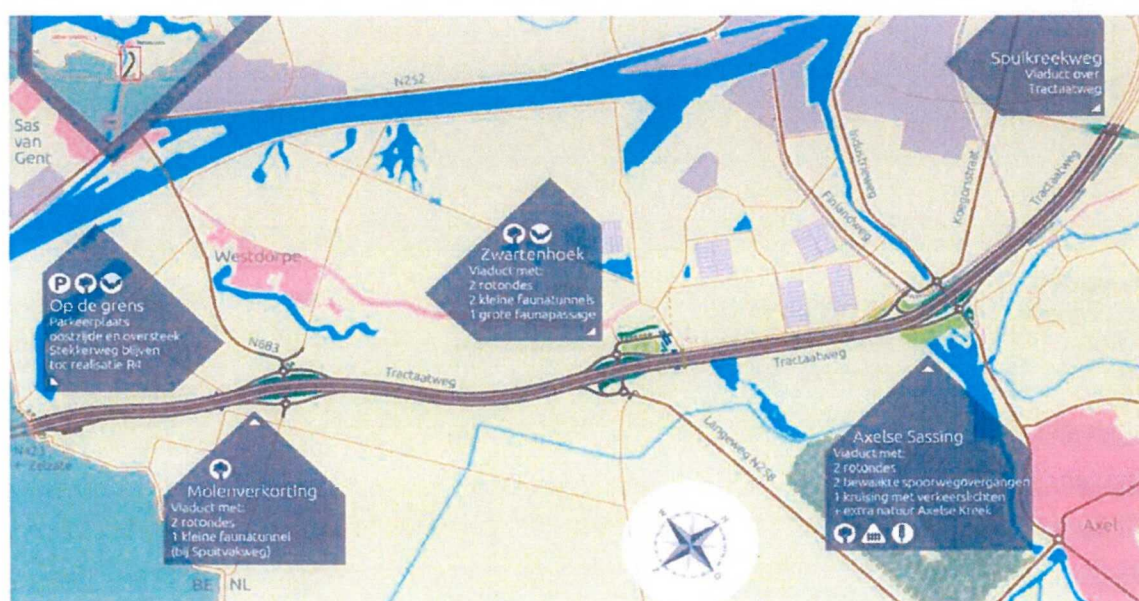 N252
Sas
van
Gent
Spuikreekweg
Viaduct over
Tractaatweg
Industrieweg
Finlandweg
Koegorsstraat
Tractaatweg
Westdorpe
Zwartenhoek
Viaduct met:
2 rotondes
2 kleine faunatunnels
1 grote faunapassage
P
Op de grens
Parkeerplaats
oostzijde en oversteek
Stekkerweg blijven
tot realisatie R4
N683
Tractaatweg
Tractaatweg
Langeweg N258
N423
← Zelzate
Molenverkorting
Viaduct met:
2 rotondes
1 kleine faunatunnel
(bij Spuitvakweg)
Axelse Sassing
Viaduct met:
2 rotondes
2 bewaakte spoorwegovergangen
1 kruising met verkeerslichten
+ extra natuur Axelse Kreek
Axel
BE NL